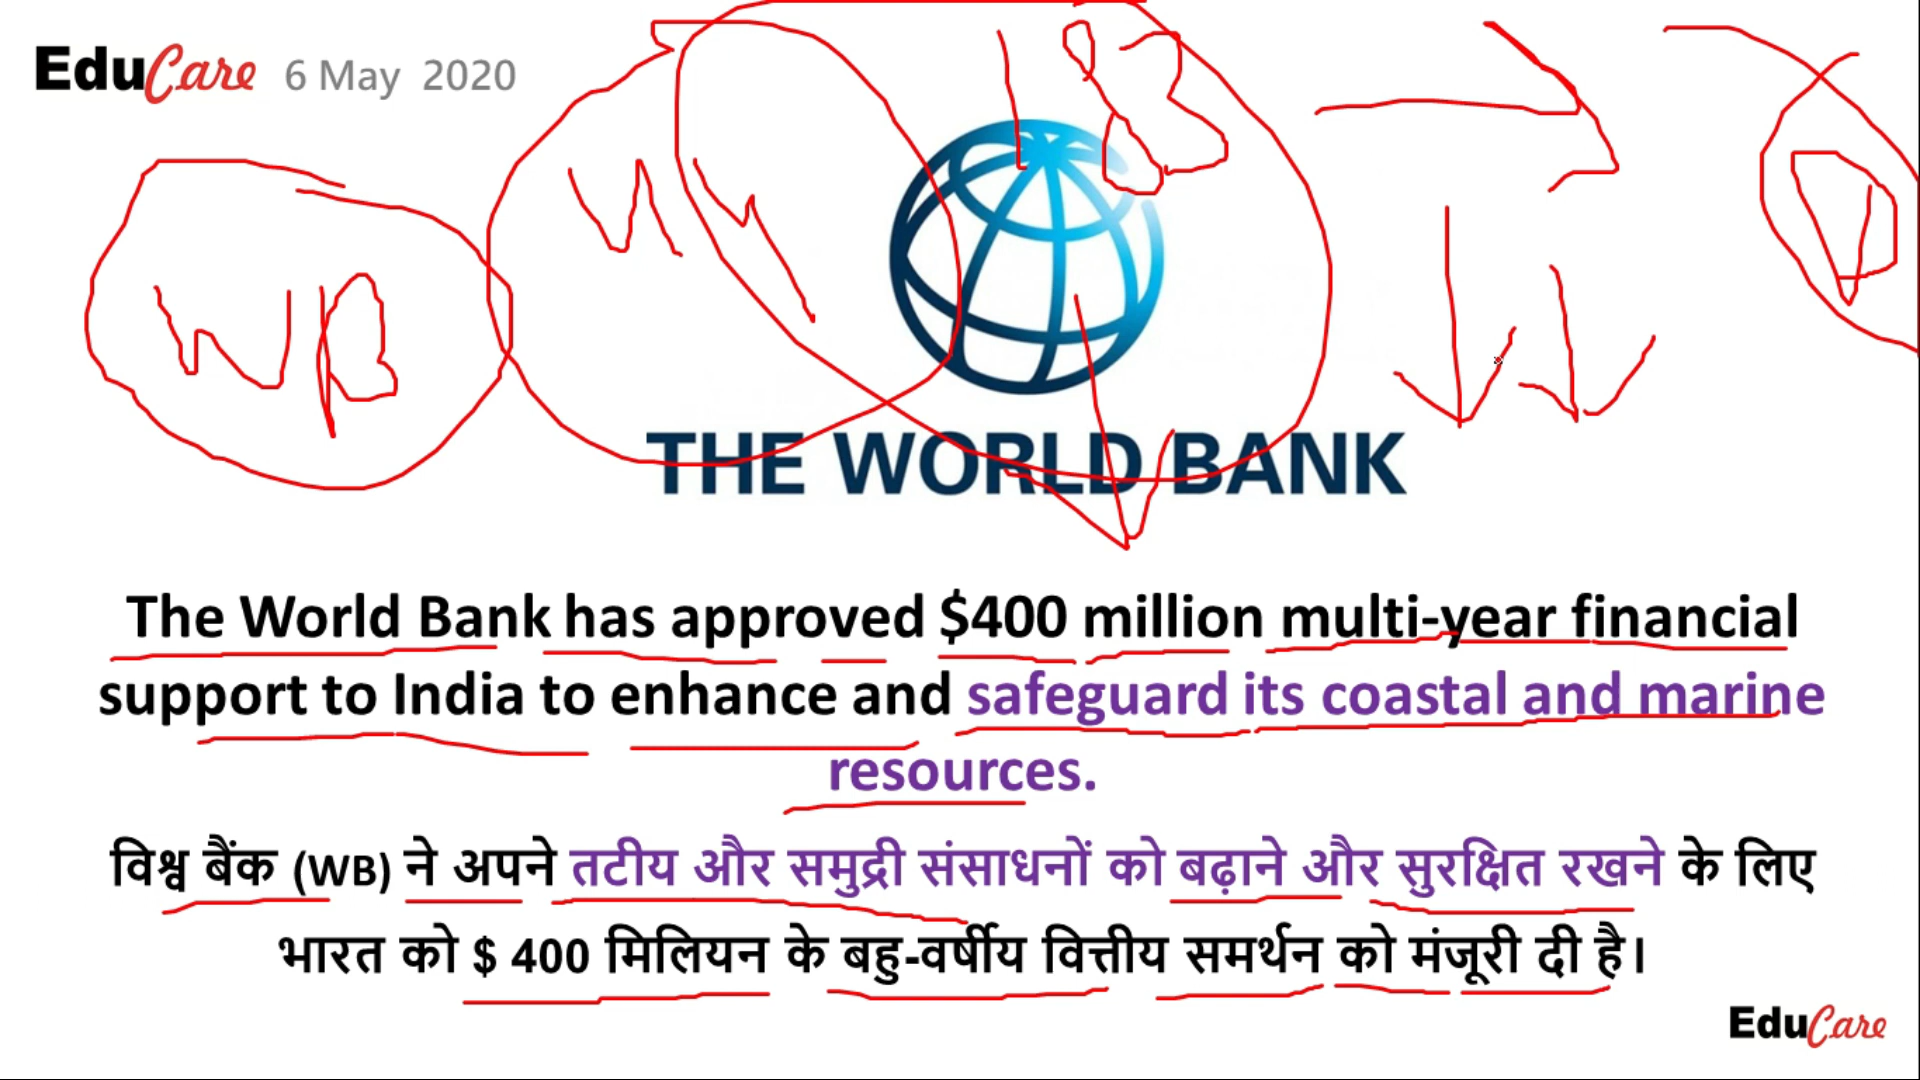 EduCare 6 May 2020
WB
THE WORLD BANK
The World Bank has approved $400 million multi-year financial
support to India to enhance and safeguard its coastal and marine
resources.
विश्व बैंक (WB) ने अपने तटीय और समुद्री संसाधनों को बढ़ाने और सुरक्षित रखने के लिए
भारत को $ 400 मिलियन के बहु-वर्षीय वित्तीय समर्थन को मंजूरी दी है।
EduCare